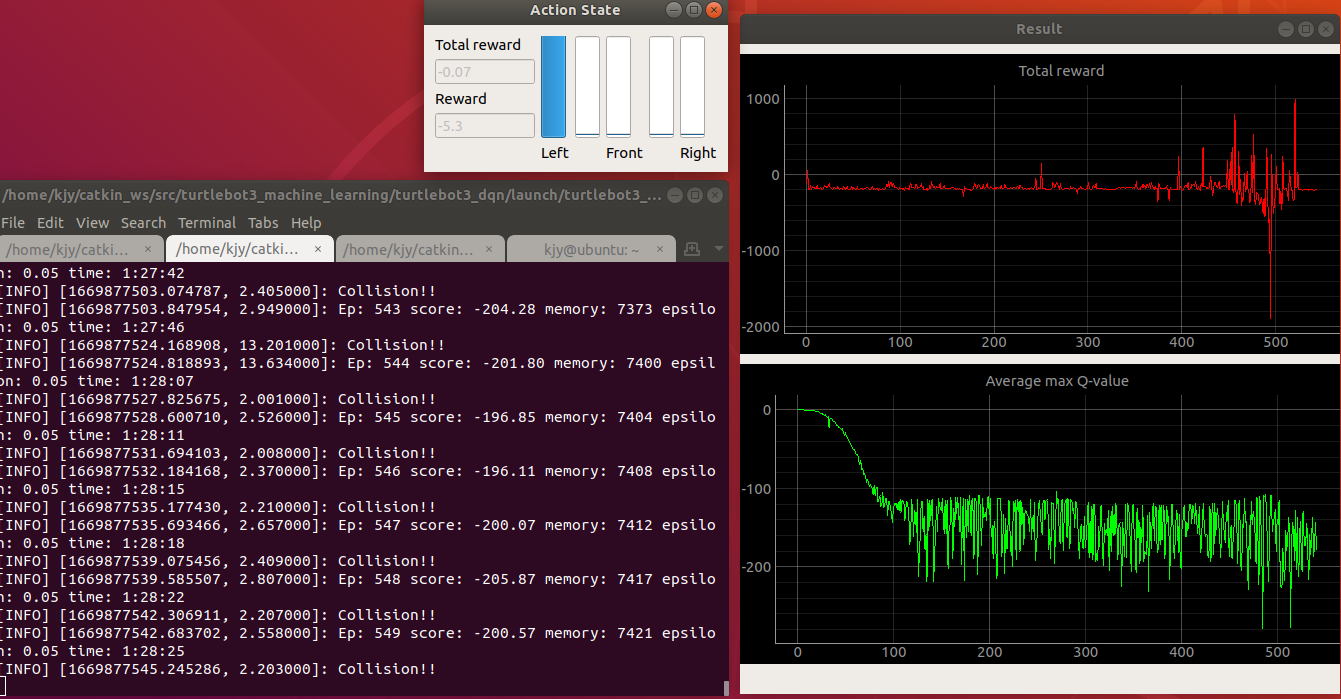 Action State
Total reward
-0.07
Reward
-5.3
Left
Front
Right
/home/kjy/catkin_ws/src/turtlebot3_machine_learning/turtlebot3_dqn/launch/turtlebot3_...
File Edit View Search Terminal Tabs Help
/home/kjy/catki... × /home/kjy/catki... × /home/kjy/catkin... × kjy@ubuntu: ~ ×
n: 0.05 time: 1:27:42
[INFO] [1669877503.074787, 2.405000]: Collision!!
[INFO] [1669877503.847954, 2.949000]: Ep: 543 score: -204.28 memory: 7373 epsilo
n: 0.05 time: 1:27:46
[INFO] [1669877524.168908, 13.201000]: Collision!!
[INFO] [1669877524.818893, 13.634000]: Ep: 544 score: -201.80 memory: 7400 epsil
on: 0.05 time: 1:28:07
[INFO] [1669877527.825675, 2.001000]: Collision!!
[INFO] [1669877528.600710, 2.526000]: Ep: 545 score: -196.85 memory: 7404 epsilo
n: 0.05 time: 1:28:11
[INFO] [1669877531.694103, 2.008000]: Collision!!
[INFO] [1669877532.184168, 2.370000]: Ep: 546 score: -196.11 memory: 7408 epsilo
n: 0.05 time: 1:28:15
[INFO] [1669877535.177430, 2.210000]: Collision!!
[INFO] [1669877535.693466, 2.657000]: Ep: 547 score: -200.07 memory: 7412 epsilo
n: 0.05 time: 1:28:18
[INFO] [1669877539.075456, 2.409000]: Collision!!
[INFO] [1669877539.585507, 2.807000]: Ep: 548 score: -205.87 memory: 7417 epsilo
n: 0.05 time: 1:28:22
[INFO] [1669877542.306911, 2.207000]: Collision!!
[INFO] [1669877542.683702, 2.558000]: Ep: 549 score: -200.57 memory: 7421 epsilo
n: 0.05 time: 1:28:25
[INFO] [1669877545.245286, 2.203000]: Collision!!
Result
Total reward
1000
0
-1000
-2000
0 100 200 300 400 500
Average max Q-value
0
-100
-200
0 100 200 300 400 500